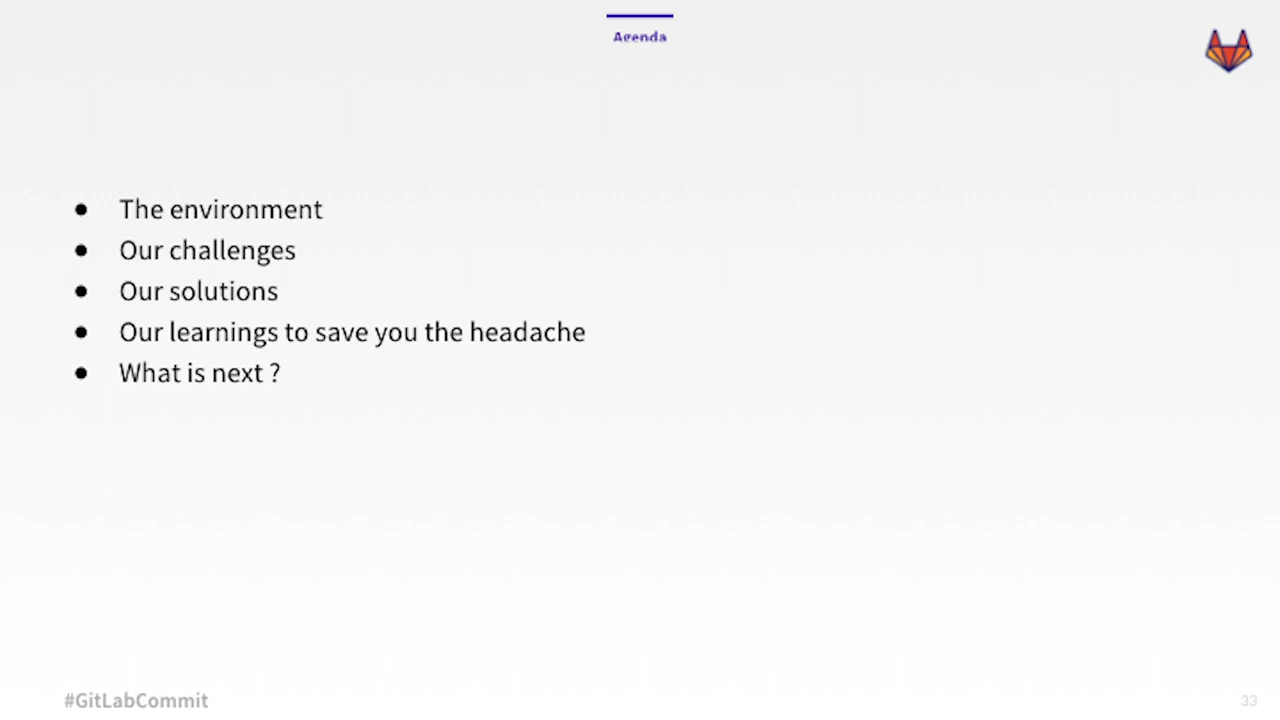 Agenda
● The environment
● Our challenges
● Our solutions
● Our learnings to save you the headache
● What is next ?
#GitLabCommit
33